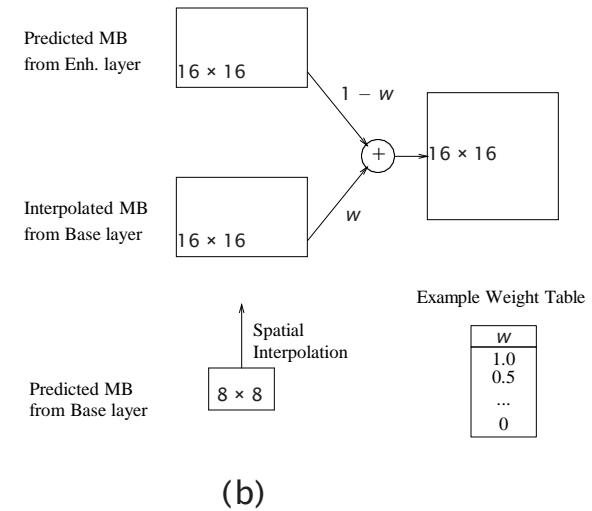 Predicted MB
from Enh. layer
16 × 16
1 − w
16 × 16
+
Interpolated MB
from Base layer
16 × 16
w
Example Weight Table
Spatial
Interpolation
w
1.0
0.5
...
0
Predicted MB
from Base layer
8 × 8
(b)